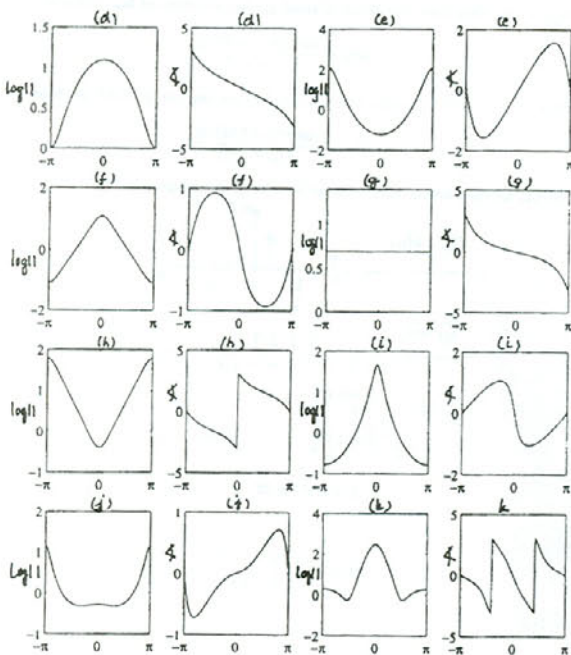 (d) (d) (e) (e)
1.5 5 4 2
1 2
log|| 0.5 ∢ 0 log|| 0 ∢ 0
0 -5 -2 2
-π 0 π -π 0 π -π 0 π -π 0 π
(f) (f) (g) (g)
2 1 5
1
log|| 0 ∢ 0 log|| 0.5 ∢ 0
-2 -1 0 -5
-π 0 π -π 0 π -π 0 π -π 0 π
(h) (h) (i) (i)
2 5 2 2
1 1
log|| 0 ∢ 0 log|| 0 ∢ 0
-1 -5 -1 -2
-π 0 π -π 0 π -π 0 π -π 0 π
(j) (j) (k) k
2 1 4 5
1 2
log|| 0 ∢ 0 log|| 0 ∢ 0
-1 -1 -2 -5
-π 0 π -π 0 π -π 0 π -π 0 π